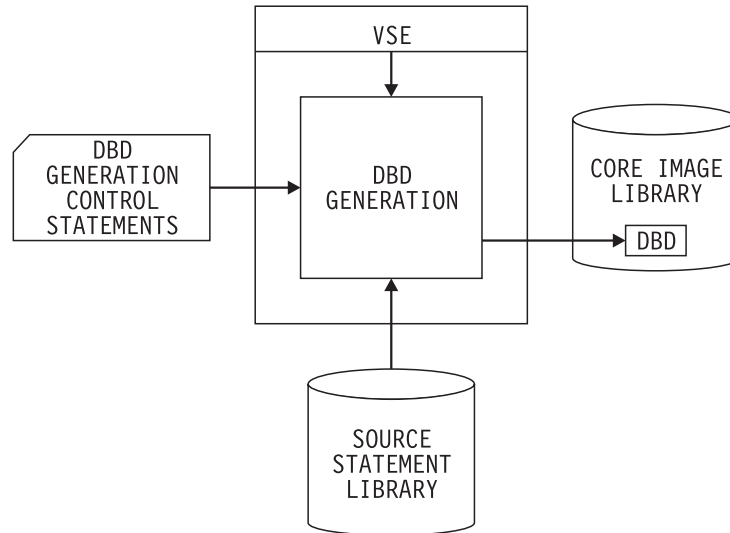 VSE
DBD
GENERATION
CONTROL
STATEMENTS
DBD
GENERATION
CORE IMAGE
LIBRARY
DBD
SOURCE
STATEMENT
LIBRARY